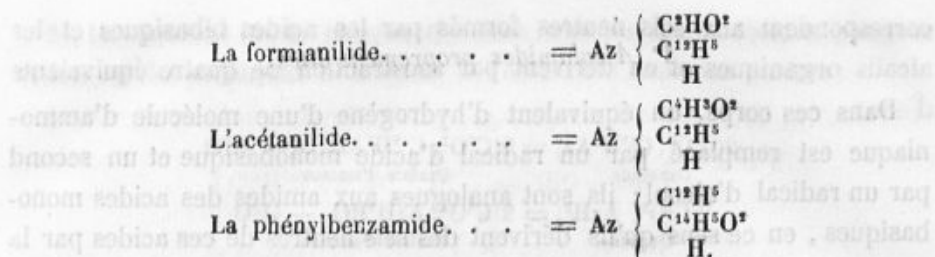 C²HO²
La formianilide. . . . . . = Az { C¹²H⁵
H
C⁴H³O²
L'acétanilide. . . . . . . = Az { C¹²H⁵
H
C¹²H⁵
La phénylbenzamide. . . . = Az { C¹⁴H⁵O²
H.